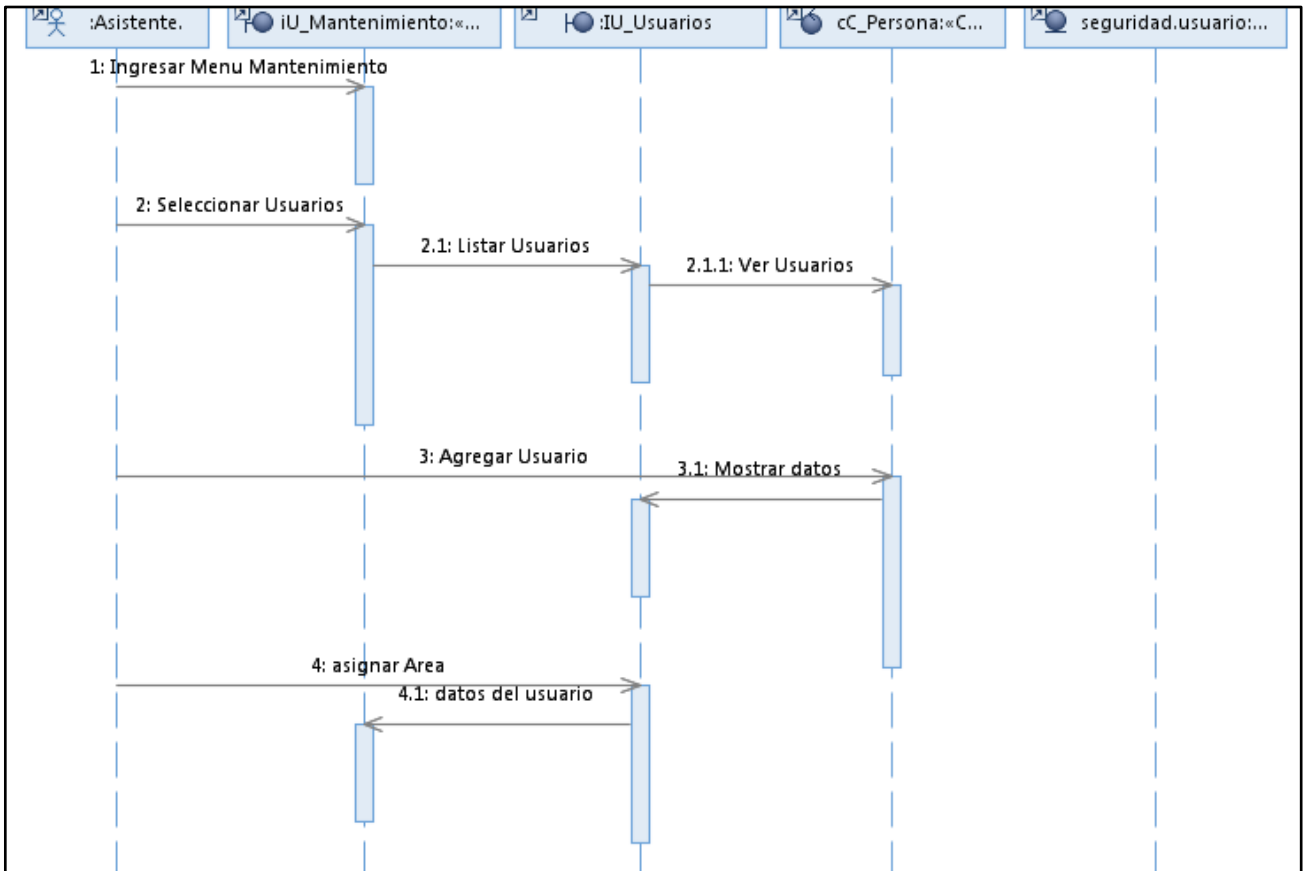 :Asistente.
iU_Mantenimiento:«...
:IU_Usuarios
cC_Persona:«C...
seguridad.usuario:...
1: Ingresar Menu Mantenimiento
2: Seleccionar Usuarios
2.1: Listar Usuarios
2.1.1: Ver Usuarios
3: Agregar Usuario
3.1: Mostrar datos
4: asignar Area
4.1: datos del usuario